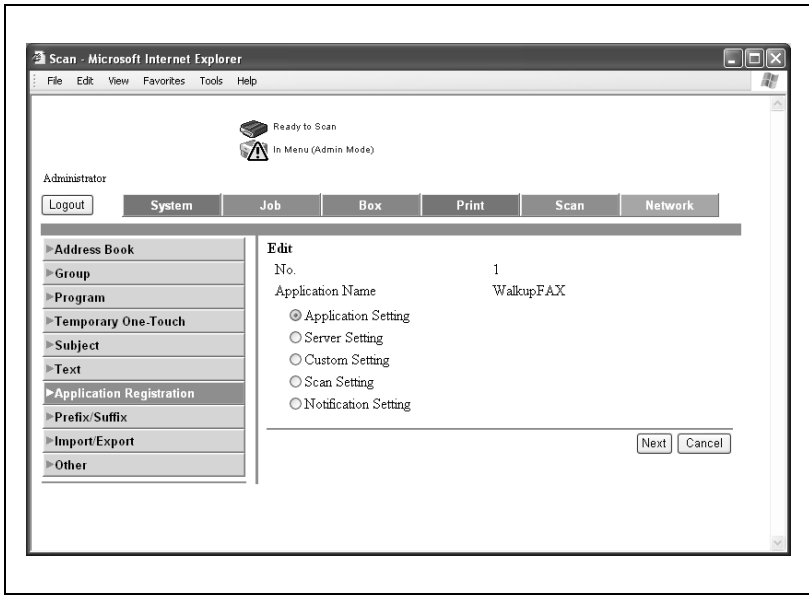 Scan - Microsoft Internet Explorer
File Edit View Favorites Tools Help
Ready to Scan
In Menu (Admin Mode)
Administrator
Logout System Job Box Print Scan Network
Address Book
Group
Program
Temporary One-Touch
Subject
Text
Application Registration
Prefix/Suffix
Import/Export
Other
Edit
No. 1
Application Name WalkupFAX
Application Setting
Server Setting
Custom Setting
Scan Setting
Notification Setting
Next Cancel